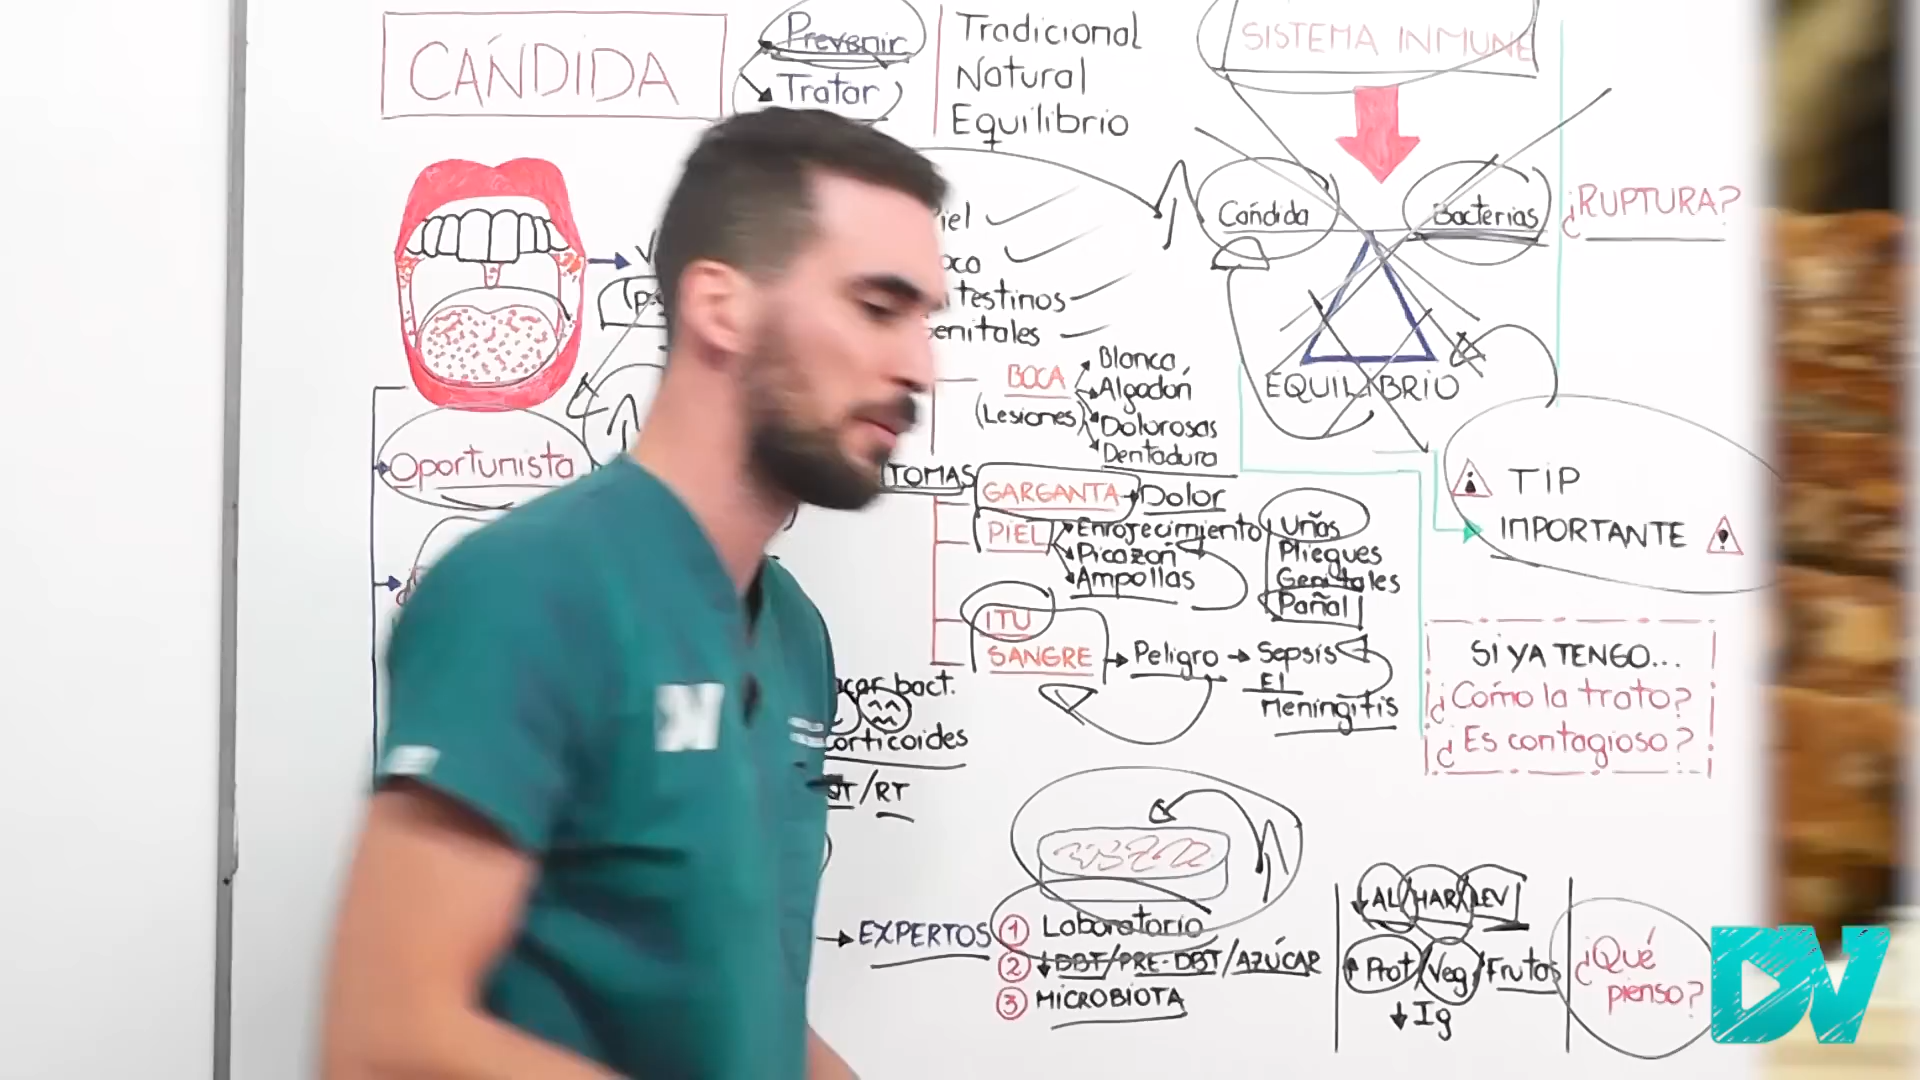 CÁNDIDA
Prevenir
Tratar
Tradicional
Natural
Equilibrio
SISTEMA INMUNE
Cándida
Bacterias
¿RUPTURA?
EQUILIBRIO
testinos
enitales
BOCA
(Lesiones)
Blanco,
Algodón
Dolorosas
Dentadura
Oportunista
TOMAS
GARGANTA
Dolor
PIEL
Enrojecimiento
Picazón
Ampollas
Uñas
Pliegues
Genitales
Pañal
ITU
SANGRE
Peligro
Sepsis
EI
Meningitis
TIP
IMPORTANTE
SI YA TENGO...
¿Cómo la trato?
¿Es contagioso?
bact.
corticoides
/RT
EXPERTOS
1 Laboratorio
2 ↓DBT/PRE-DBT/AZÚCAR
3 MICROBIOTA
↓AL/HAR/LEV
↑Prot/Veg/Frutas
↓Ig
¿Qué
pienso?
DV